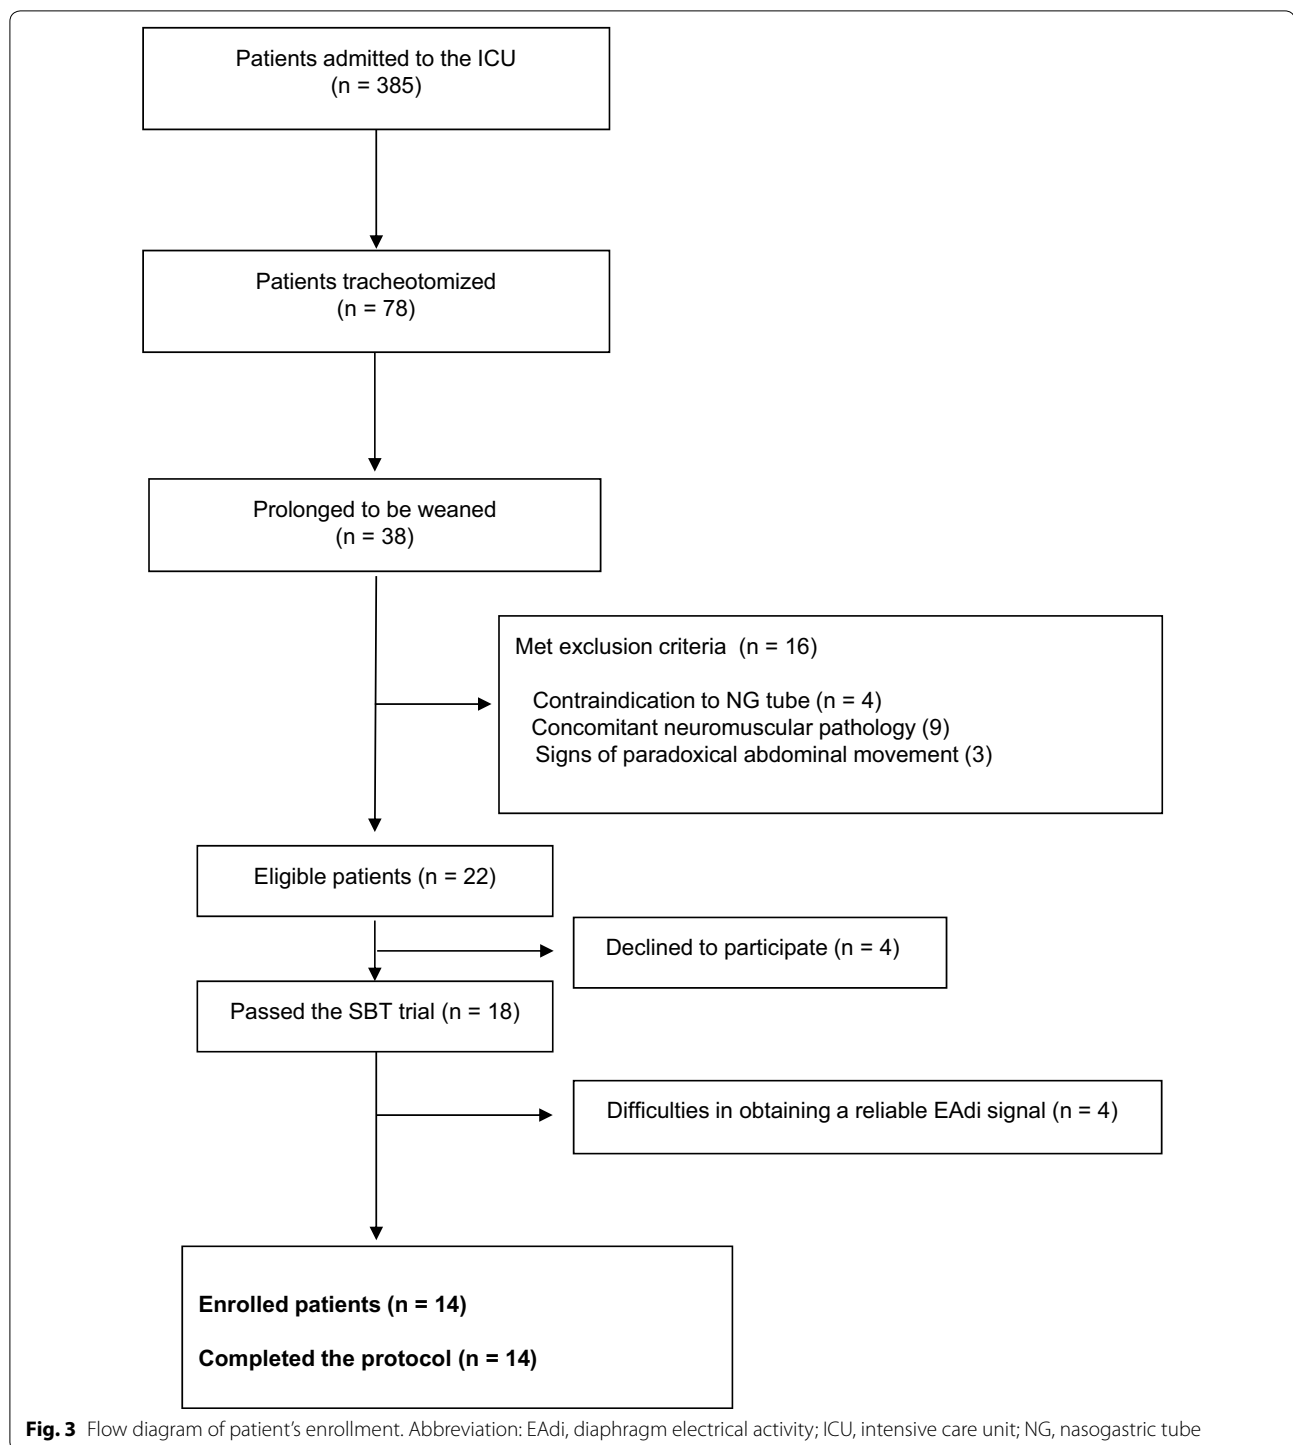 Patients admitted to the ICU
(n = 385)
Patients tracheotomized
(n = 78)
Prolonged to be weaned
(n = 38)
Met exclusion criteria (n = 16)
Contraindication to NG tube (n = 4)
Concomitant neuromuscular pathology (9)
Signs of paradoxical abdominal movement (3)
Eligible patients (n = 22)
Declined to participate (n = 4)
Passed the SBT trial (n = 18)
Difficulties in obtaining a reliable EAdi signal (n = 4)
Enrolled patients (n = 14)
Completed the protocol (n = 14)
Fig. 3 Flow diagram of patient’s enrollment. Abbreviation: EAdi, diaphragm electrical activity; ICU, intensive care unit; NG, nasogastric tube